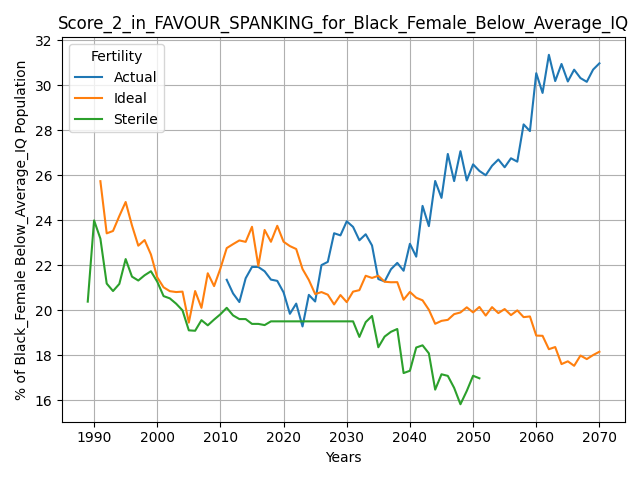 Score_2_in_FAVOUR_SPANKING_for_Black_Female_Below_Average_IQ
% of Black_Female Below_Average_IQ Population
32
30
28
26
24
22
20
18
16
Fertility
Actual
Ideal
Sterile
1990 2000 2010 2020 2030 2040 2050 2060 2070
Years